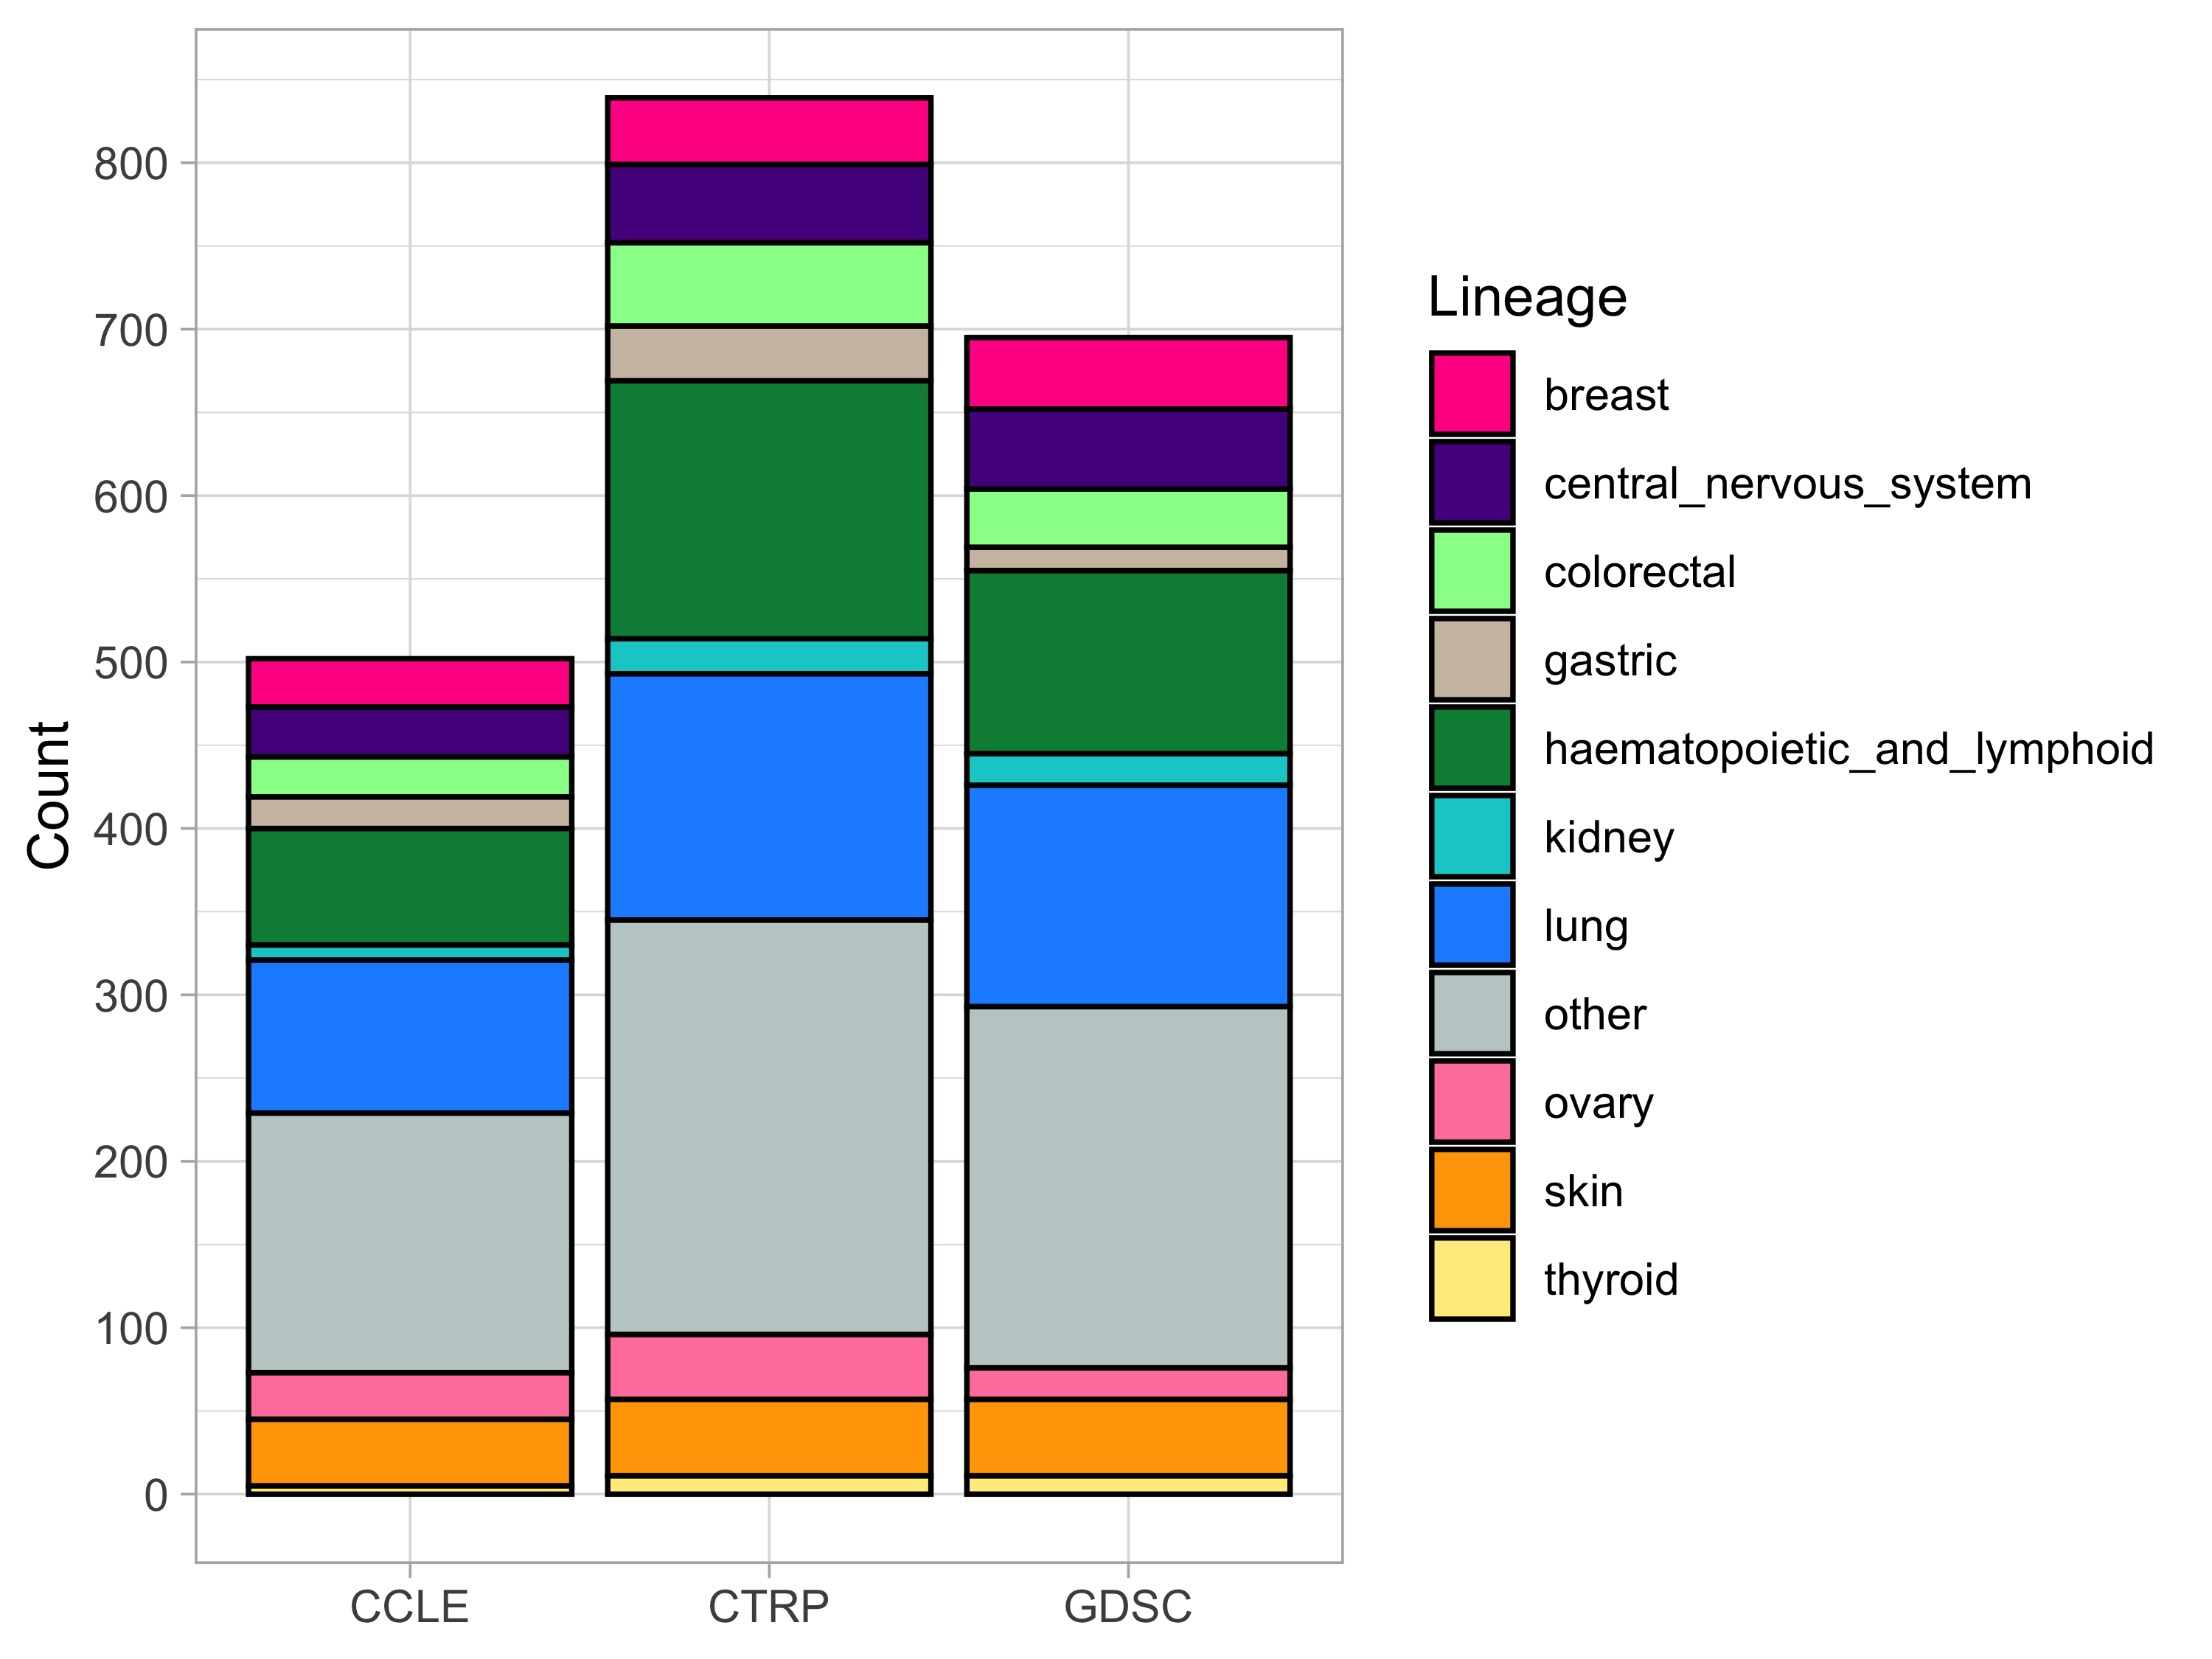 Count
800
700
600
500
400
300
200
100
0
CCLE CTRP GDSC
Lineage
breast
central_nervous_system
colorectal
gastric
haematopoietic_and_lymphoid
kidney
lung
other
ovary
skin
thyroid